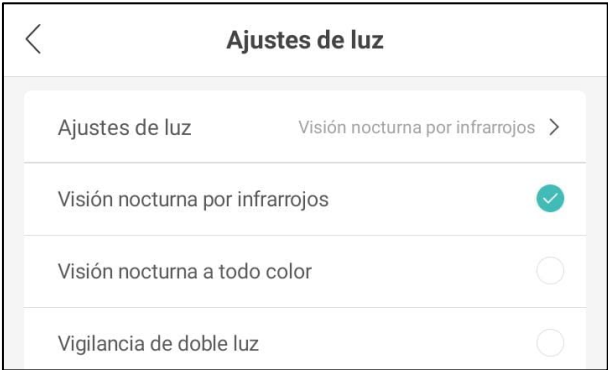 Ajustes de luz
Ajustes de luz Visión nocturna por infrarrojos
Visión nocturna por infrarrojos
Visión nocturna a todo color
Vigilancia de doble luz